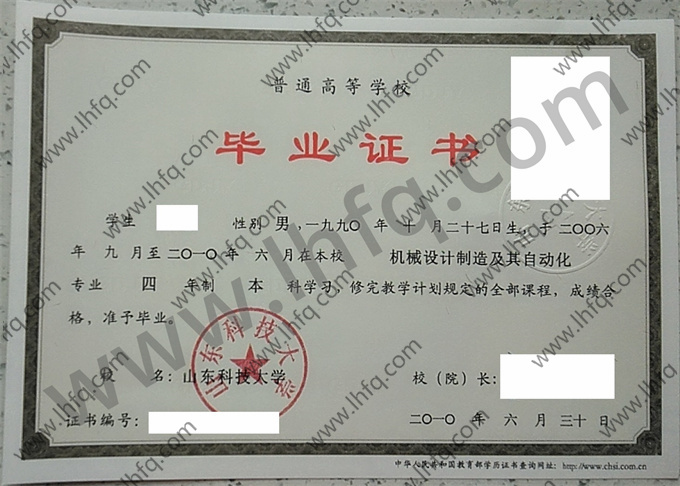 普通高等学校
毕业证书
学生 性别 男，一九九〇 年 十 月二十七日生，于二〇〇六
年 九 月至二〇一〇年 六 月在本校 机械设计制造及其自动化
专业 四 年制 本 科学习，修完教学计划规定的全部课程，成绩合
格，准予毕业。
山东科技大学
校 名：山东科技大学 校（院）长：
证书编号： 二〇一〇 年 六 月 三十 日
中华人民共和国教育部学历证书查询网址：http://www.chsi.com.cn
www.lhfq.com